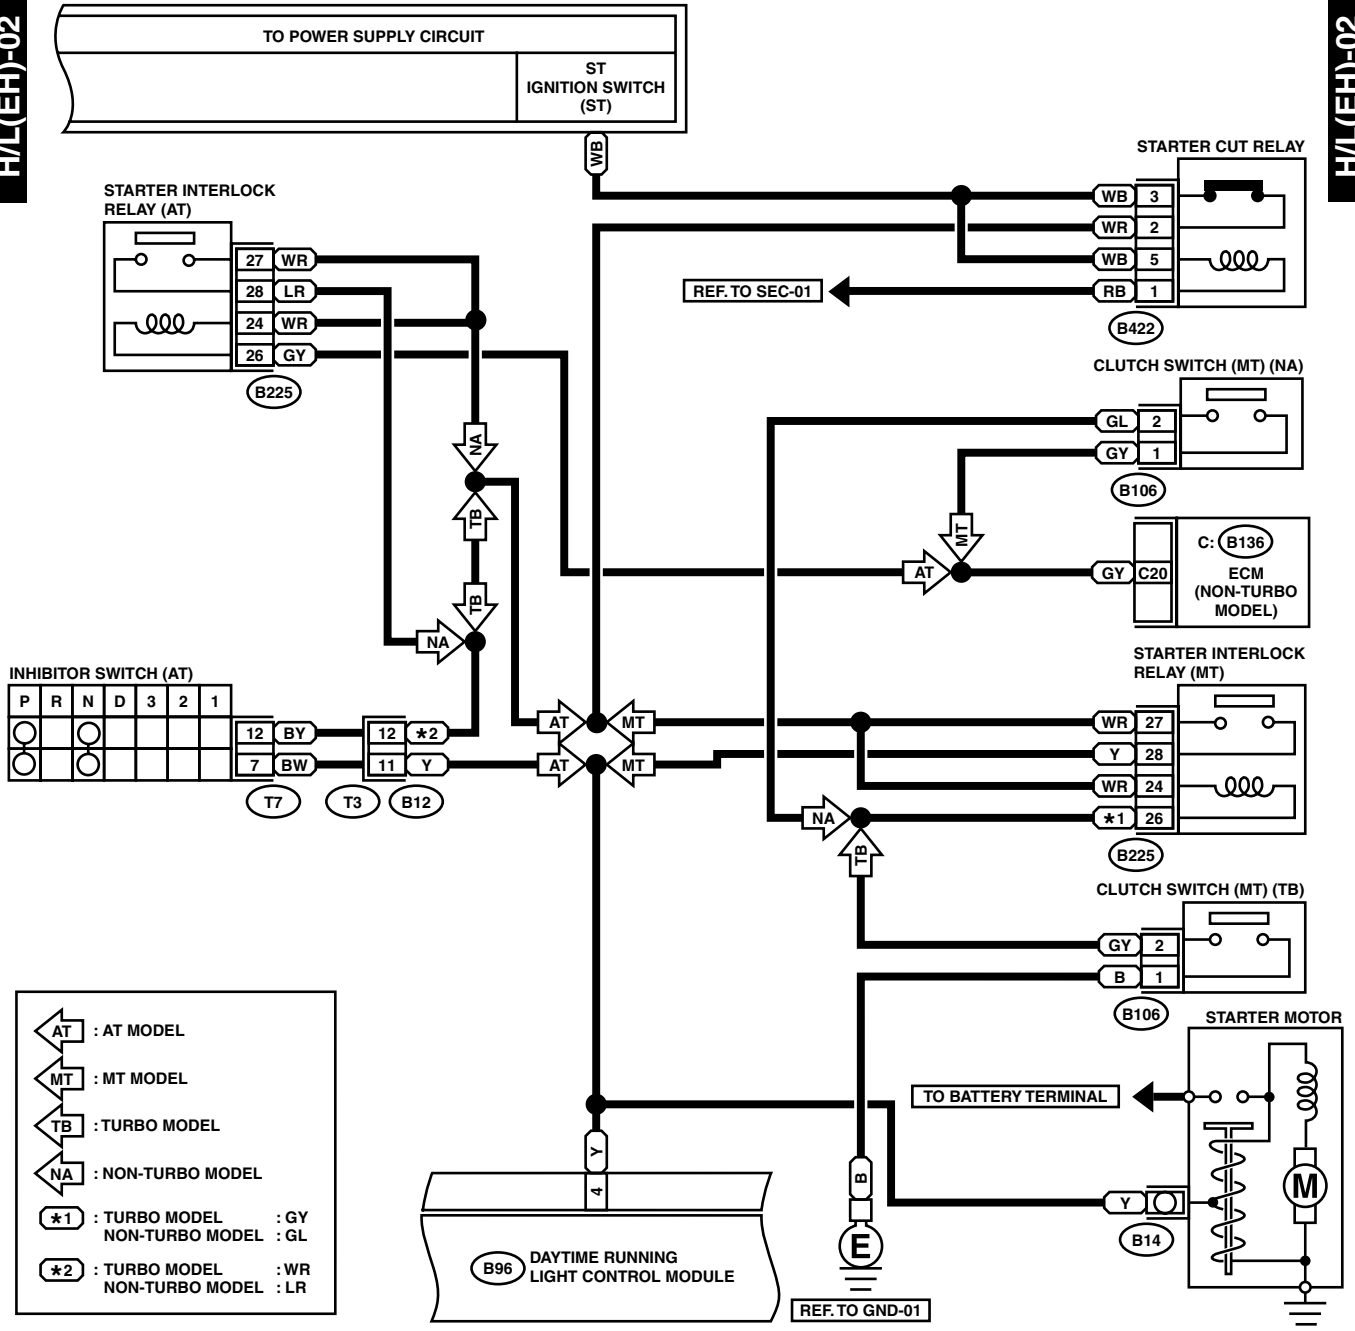 H/L(EH)-02
H/L(EH)-02
TO POWER SUPPLY CIRCUIT
ST
IGNITION SWITCH
(ST)
WB
STARTER CUT RELAY
WB 3
WR 2
WB 5
RB 1
REF. TO SEC-01
B422
STARTER INTERLOCK
RELAY (AT)
27 WR
28 LR
24 WR
26 GY
B225
CLUTCH SWITCH (MT) (NA)
GL 2
GY 1
B106
NA
TB
TB
NA
MT
AT
GY C20
C: B136
ECM
(NON-TURBO
MODEL)
STARTER INTERLOCK
RELAY (MT)
WR 27
Y 28
WR 24
*1 26
B225
INHIBITOR SWITCH (AT)
P R N D 3 2 1
12 BY
7 BW
12 *2
11 Y
T7
T3
B12
AT
MT
AT
MT
NA
TB
CLUTCH SWITCH (MT) (TB)
GY 2
B 1
B106
STARTER MOTOR
TO BATTERY TERMINAL
M
Y
B14
B
E
REF. TO GND-01
Y
4
B96
DAYTIME RUNNING
LIGHT CONTROL MODULE
AT : AT MODEL
MT : MT MODEL
TB : TURBO MODEL
NA : NON-TURBO MODEL
*1 : TURBO MODEL : GY
NON-TURBO MODEL : GL
*2 : TURBO MODEL : WR
NON-TURBO MODEL : LR